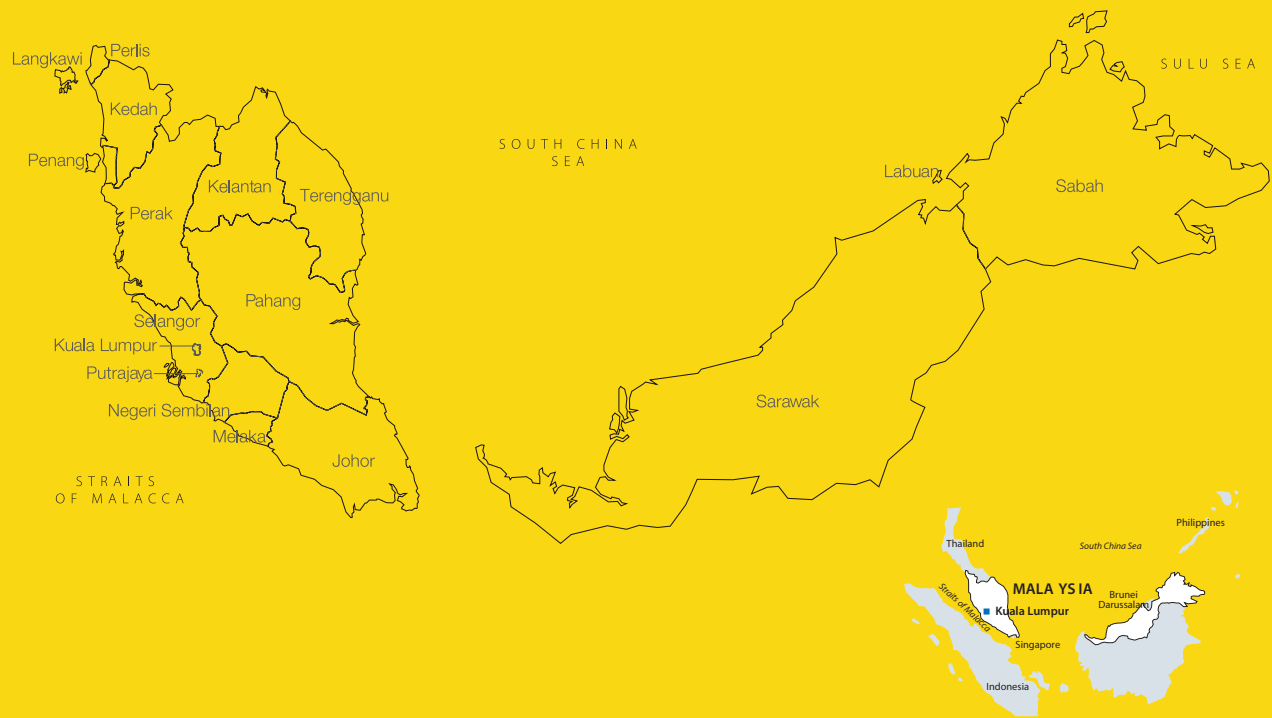 Perlis
Langkawi
Kedah
Penang
Kelantan
Terengganu
Perak
Pahang
Selangor
Kuala Lumpur
Putrajaya
Negeri Sembilan
Melaka
Johor
STRAITS
OF MALACCA
SOUTH CHINA
SEA
SULU SEA
Labuan
Sabah
Sarawak
Philippines
Thailand
South China Sea
MALA YS IA
Brunei
Darussalam
Straits of Malacca
Kuala Lumpur
Singapore
Indonesia